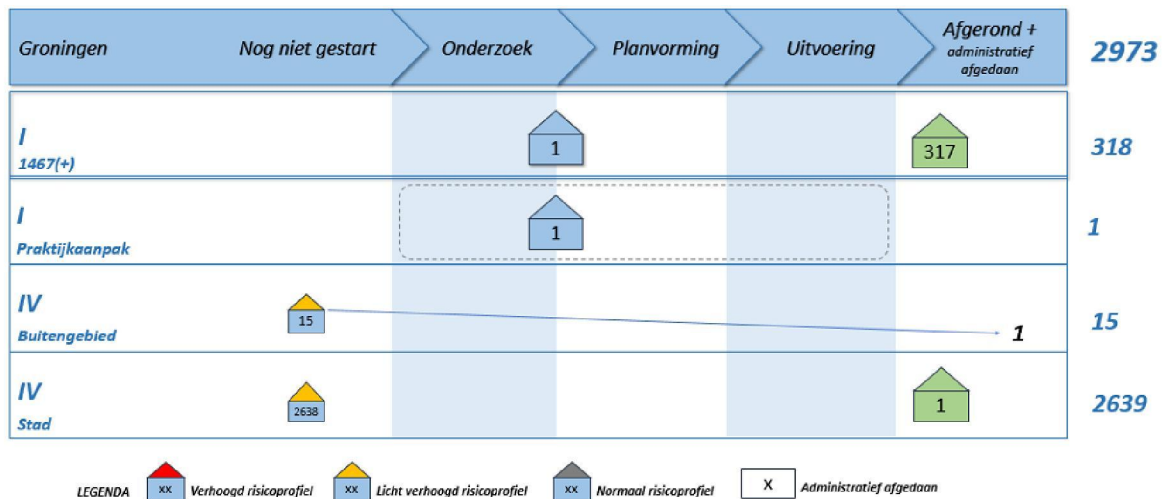 Groningen Nog niet gestart Onderzoek Planvorming Uitvoering Afgerond +
administratief
afgedaan
2973
I
1467(+)
1 317 318
I
Praktijkaanpak
1 1
IV
Buitengebied
15 1 15
IV
Stad
2638 1 2639
LEGENDA xx Verhoogd risicoprofiel xx Licht verhoogd risicoprofiel xx Normaal risicoprofiel X Administratief afgedaan